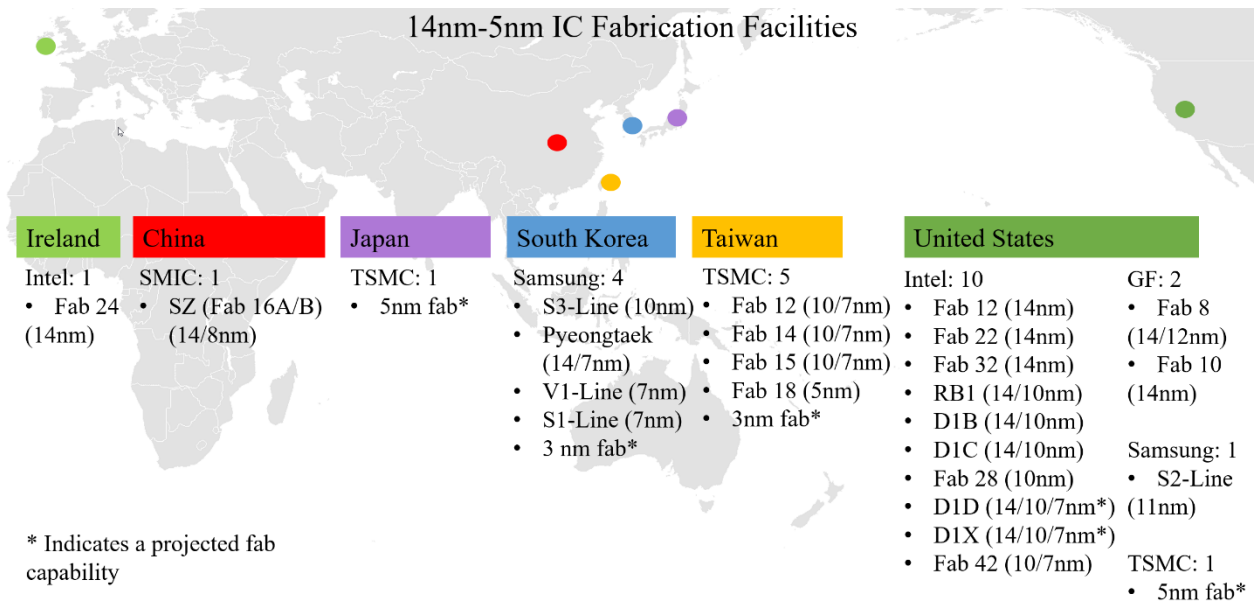 14nm-5nm IC Fabrication Facilities
Ireland
Intel: 1
• Fab 24
(14nm)
China
SMIC: 1
• SZ (Fab 16A/B)
(14/8nm)
Japan
TSMC: 1
• 5nm fab*
South Korea
Samsung: 4
• S3-Line (10nm)
• Pyeongtaek
(14/7nm)
• V1-Line (7nm)
• S1-Line (7nm)
• 3 nm fab*
Taiwan
TSMC: 5
• Fab 12 (10/7nm)
• Fab 14 (10/7nm)
• Fab 15 (10/7nm)
• Fab 18 (5nm)
• 3nm fab*
United States
Intel: 10
• Fab 12 (14nm)
• Fab 22 (14nm)
• Fab 32 (14nm)
• RB1 (14/10nm)
• D1B (14/10nm)
• D1C (14/10nm)
• Fab 28 (10nm)
• D1D (14/10/7nm*)
• D1X (14/10/7nm*)
• Fab 42 (10/7nm)
GF: 2
• Fab 8
(14/12nm)
• Fab 10
(14nm)
Samsung: 1
• S2-Line
(11nm)
TSMC: 1
• 5nm fab*
* Indicates a projected fab
capability